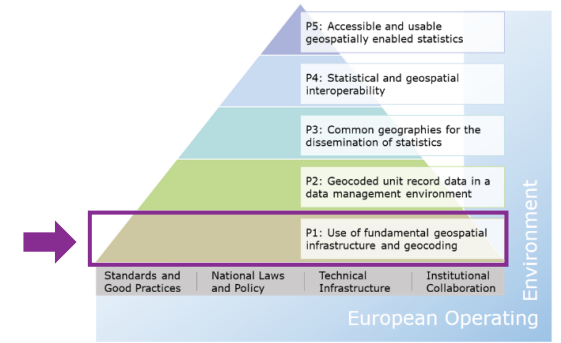 P5: Accessible and usable
geospatially enabled statistics
P4: Statistical and geospatial
interoperability
P3: Common geographies for the
dissemination of statistics
P2: Geocoded unit record data in a
data management environment
P1: Use of fundamental geospatial
infrastructure and geocoding
Standards and
Good Practices
National Laws
and Policy
Technical
Infrastructure
Institutional
Collaboration
European Operating
Environment